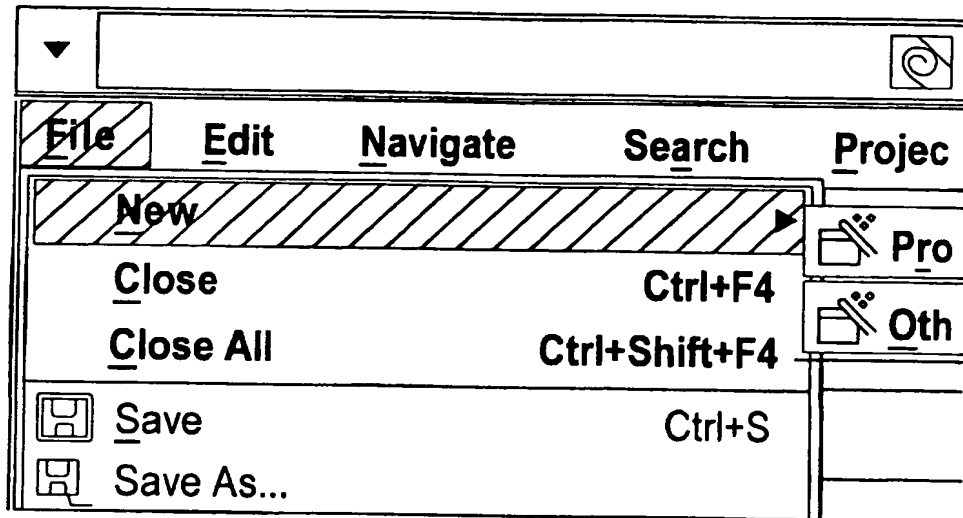 File Edit Navigate Search Projec
New
Pro
Close Ctrl+F4
Close All Ctrl+Shift+F4
Oth
Save Ctrl+S
Save As...